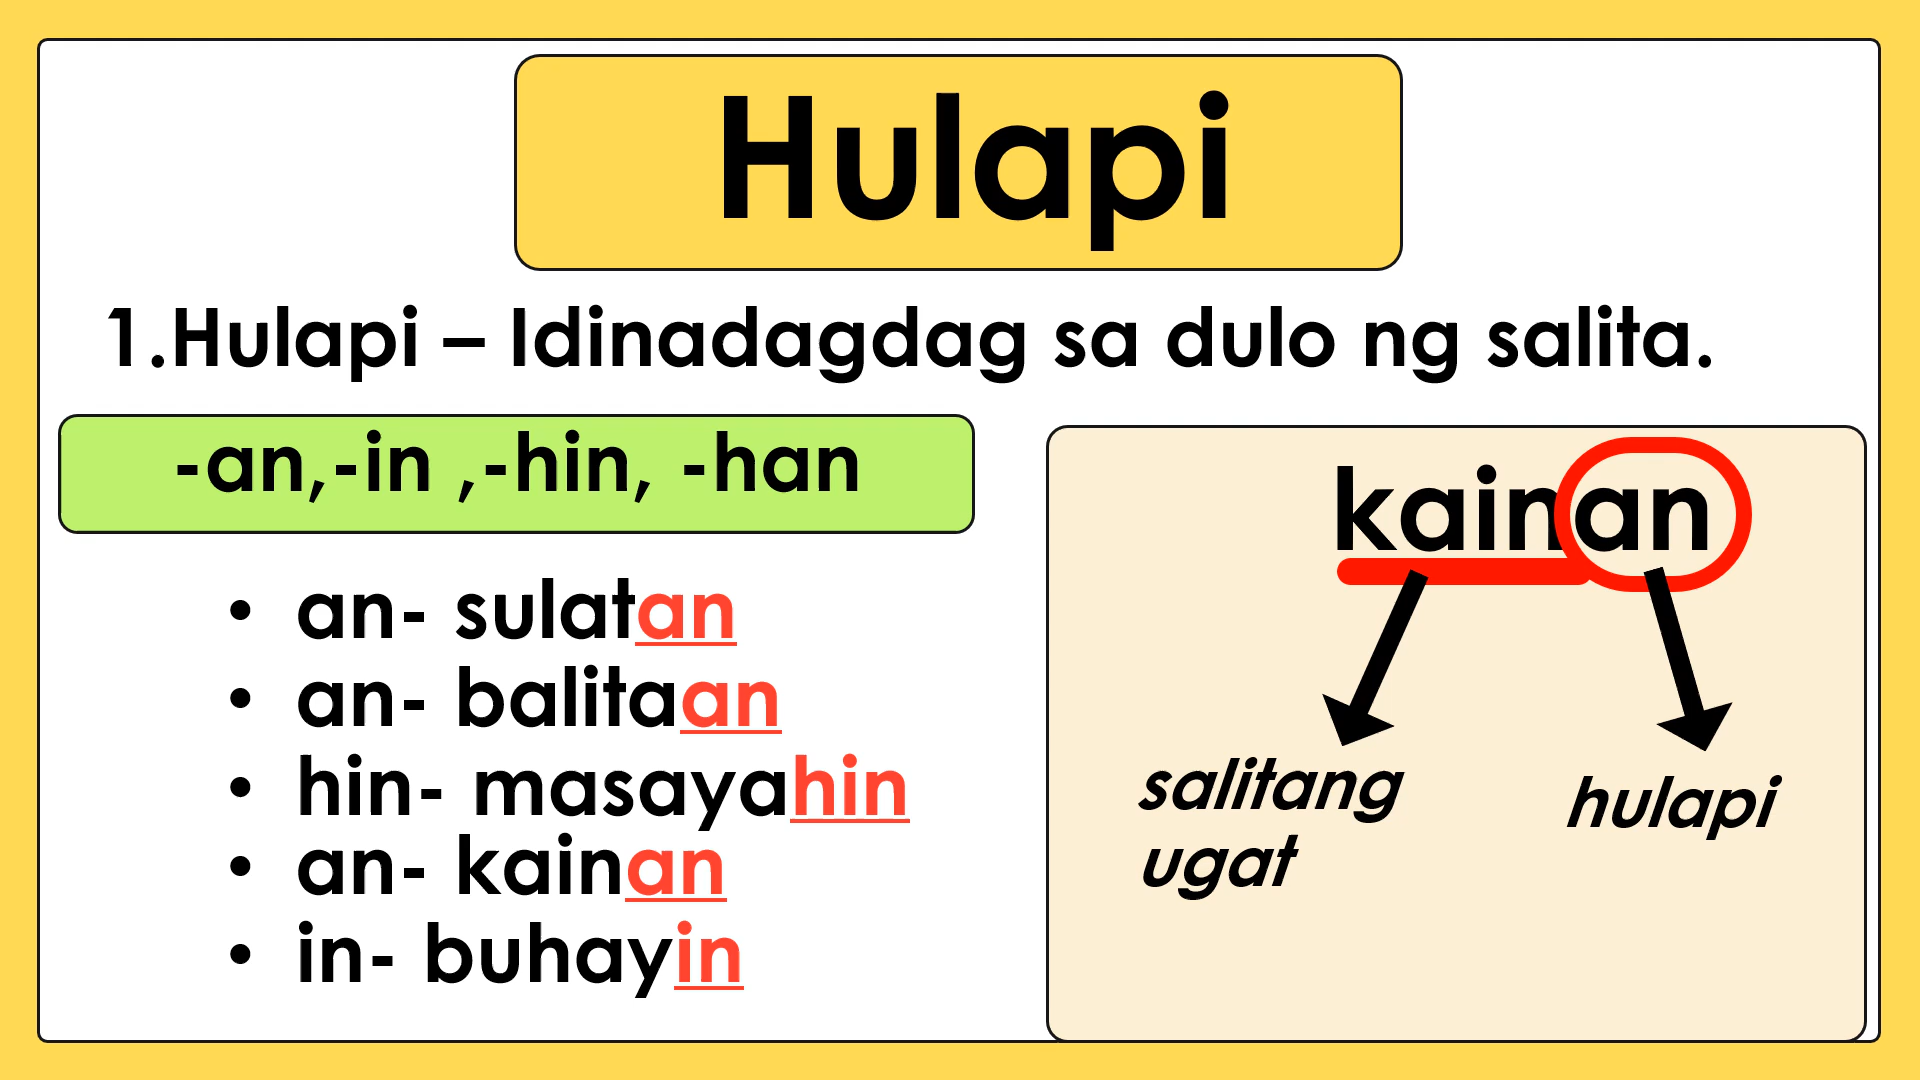 Hulapi
1.Hulapi – Idinadagdag sa dulo ng salita.
-an,-in ,-hin, -han
• an- sulatan
• an- balitaan
• hin- masayahin
• an- kainan
• in- buhayin
kainan
salitang
ugat
hulapi